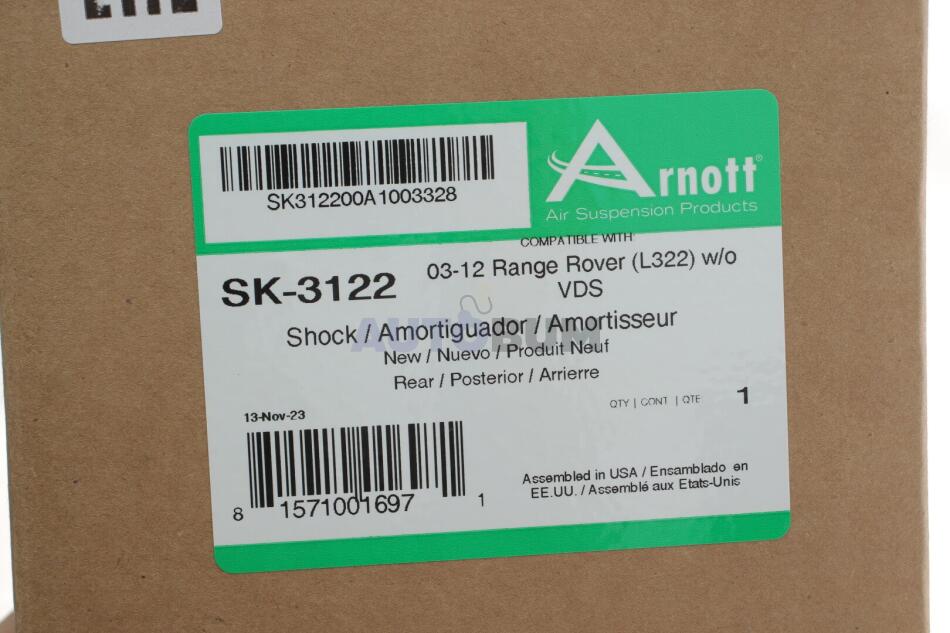 SK312200A1003328
Arnott®
Air Suspension Products
COMPATIBLE WITH
SK-3122
03-12 Range Rover (L322) w/o
VDS
Shock / Amortiguador / Amortisseur
AUTOBUM
New / Nuevo / Produit Neuf
Rear / Posterior / Arrierre
QTY | CONT | QTE 1
13-Nov-23
8 1571001697 1
Assembled in USA / Ensamblado en
EE.UU. / Assemblé aux Etats-Unis